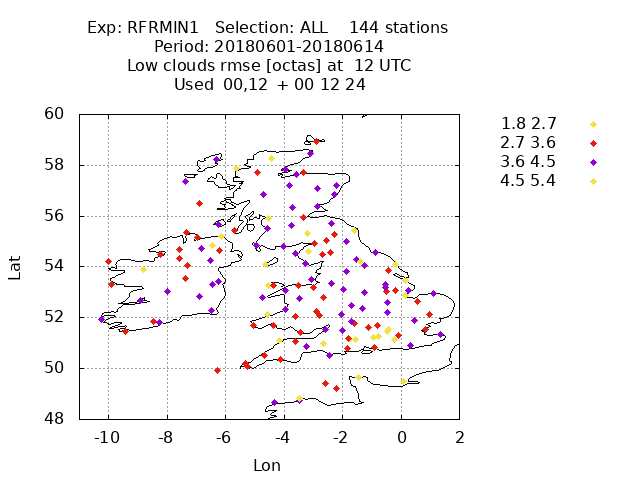 Exp: RFRMIN1   Selection: ALL    144 stations
Period: 20180601-20180614
Low clouds rmse [octas] at  12 UTC
Used  00,12  + 00 12 24
60
58
56
54
52
50
48
Lat
-10 -8 -6 -4 -2 0 2
Lon
1.8 2.7
2.7 3.6
3.6 4.5
4.5 5.4